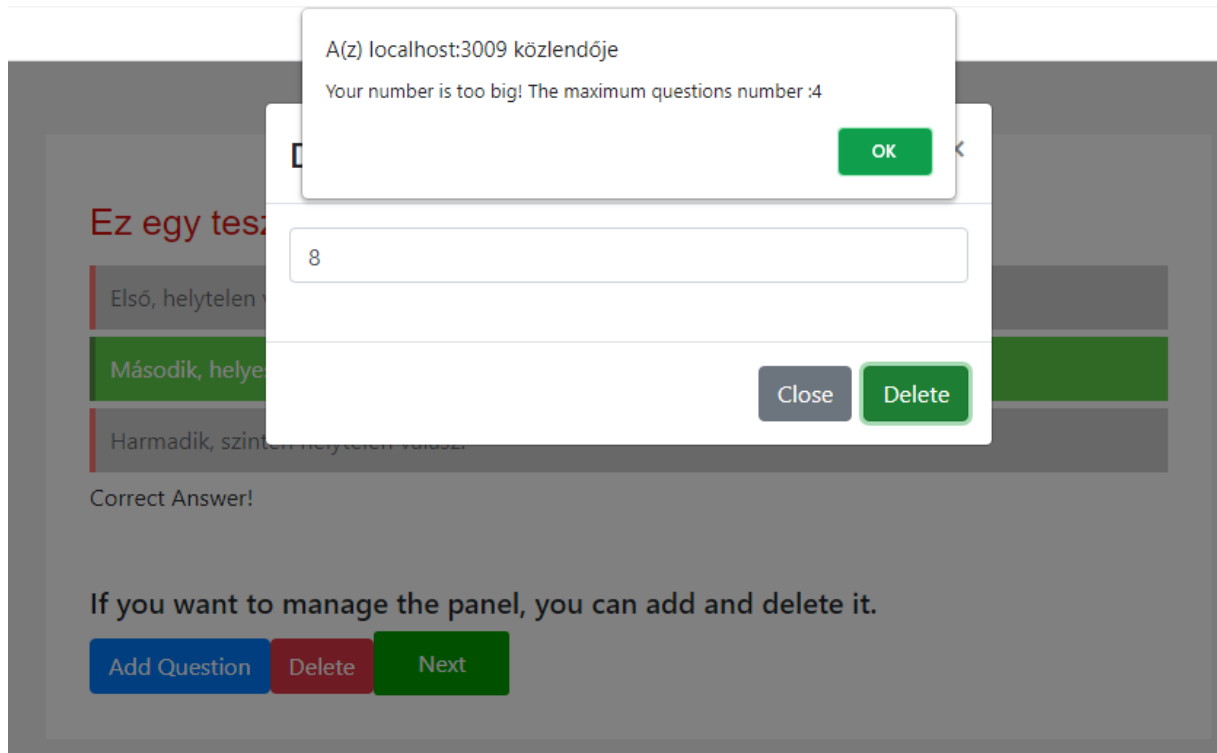 A(z) localhost:3009 közlendője
Your number is too big! The maximum questions number :4
OK
Ez egy
8
Első, helytelen
Második,
Harmadik, szintén helytelen válasz.
Correct Answer!
Close
Delete
If you want to manage the panel, you can add and delete it.
Add Question
Delete
Next